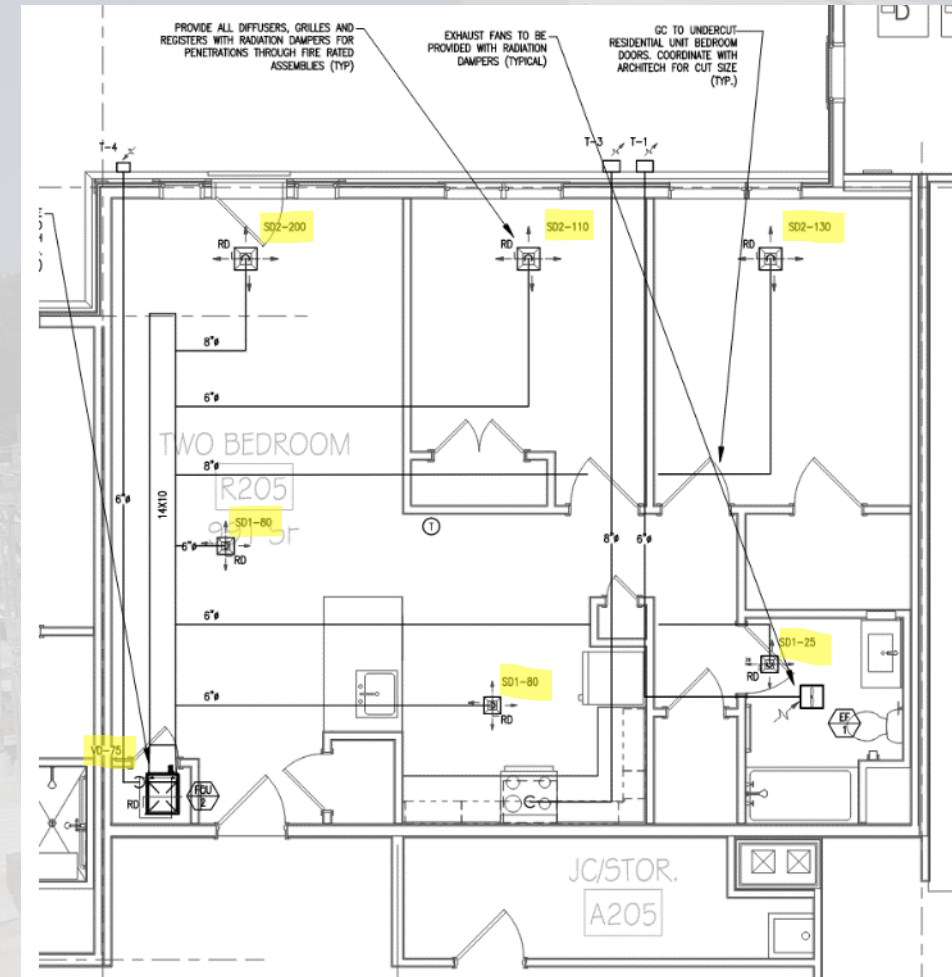 PROVIDE ALL DIFFUSERS, GRILLES AND
REGISTERS WITH RADIATION DAMPERS FOR
PENETRATIONS THROUGH FIRE RATED
ASSEMBLIES (TYP)
EXHAUST FANS TO BE
PROVIDED WITH RADIATION
DAMPERS (TYPICAL)
GC TO UNDERCUT
RESIDENTIAL UNIT BEDROOM
DOORS. COORDINATE WITH
ARCHITECH FOR CUT SIZE
(TYP.)
T-4
T-3
T-1
SD2-200
RD
SD2-110
RD
SD2-130
RD
8"ø
6"ø
TWO BEDROOM
8"ø
R205
6"ø
14X10
SD1-80
SF
6"ø
RD
T
8"ø
6"ø
6"ø
SD1-25
RD
SD1-80
6"ø
RD
EF
1
VD-75
RD
FCU
2
JC/STOR.
A205